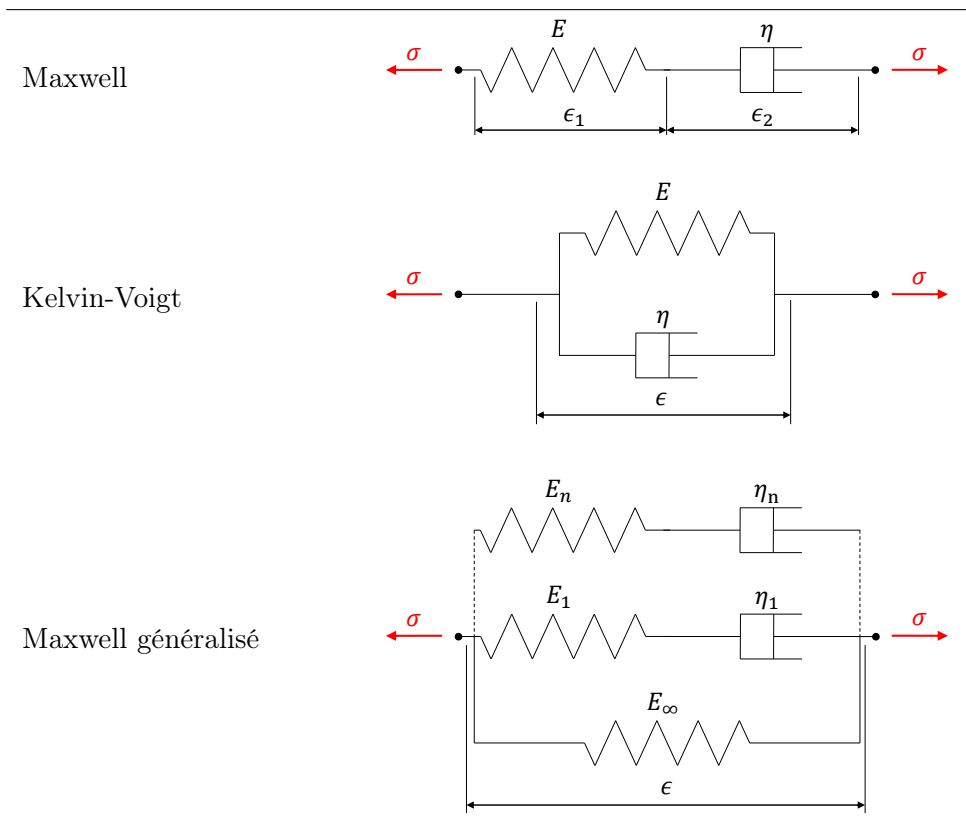 E η
σ σ
Maxwell
ϵ₁ ϵ₂
E
σ σ
Kelvin-Voigt
η
ϵ
Eₙ ηₙ
E₁ η₁
σ σ
Maxwell généralisé
E∞
ϵ